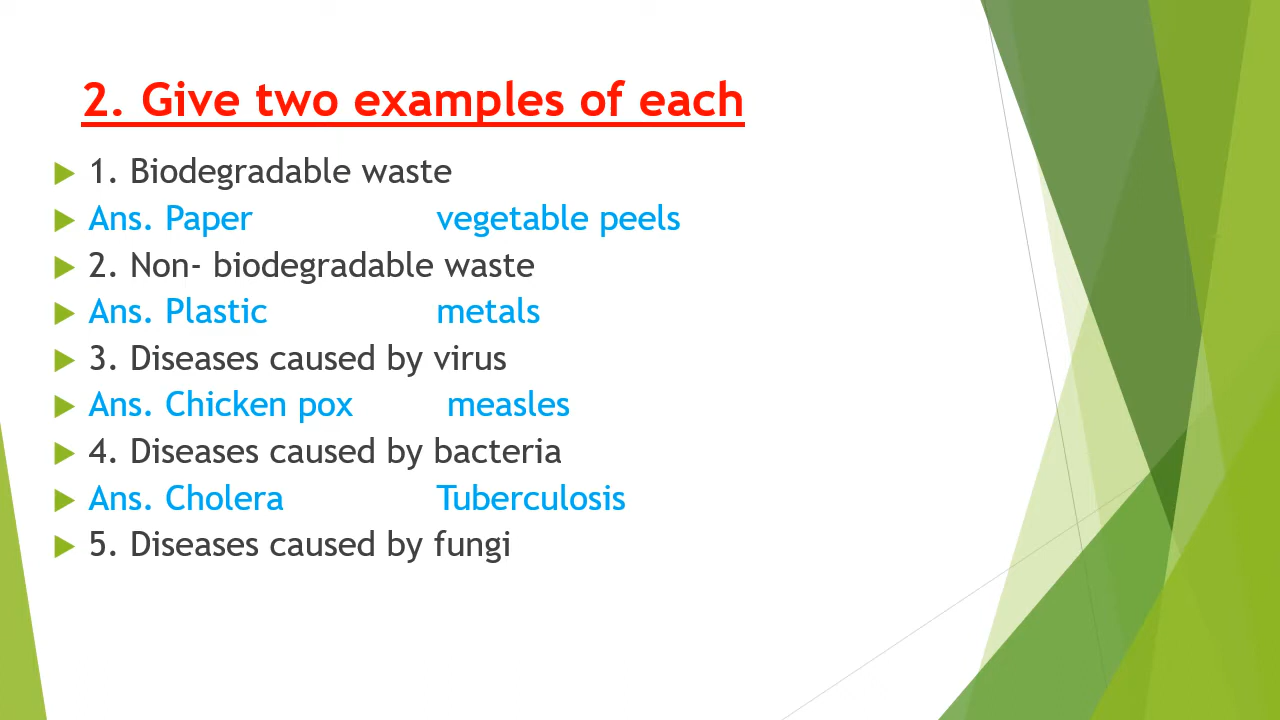 2. Give two examples of each
1. Biodegradable waste
Ans. Paper vegetable peels
2. Non- biodegradable waste
Ans. Plastic metals
3. Diseases caused by virus
Ans. Chicken pox measles
4. Diseases caused by bacteria
Ans. Cholera Tuberculosis
5. Diseases caused by fungi